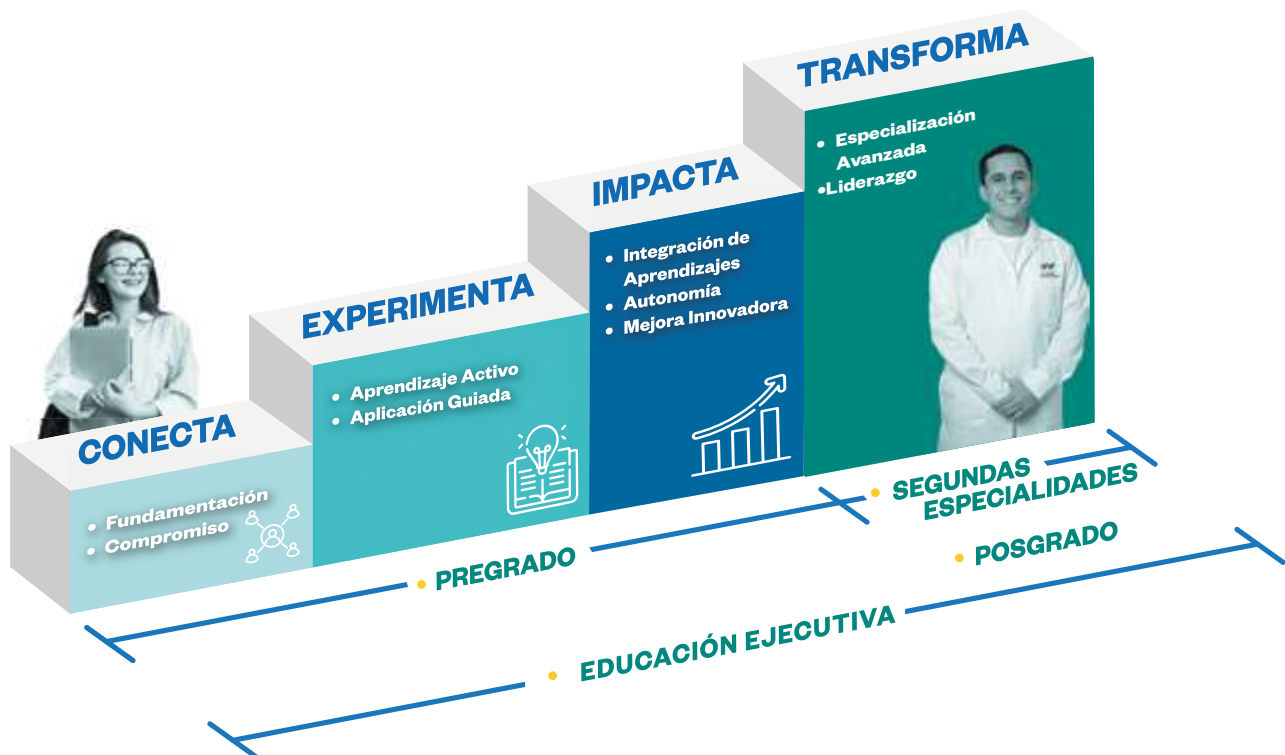 CONECTA
• Fundamentación
• Compromiso
EXPERIMENTA
• Aprendizaje Activo
• Aplicación Guiada
IMPACTA
• Integración de
Aprendizajes
• Autonomía
• Mejora Innovadora
TRANSFORMA
• Especialización
Avanzada
•Liderazgo
• PREGRADO
• SEGUNDAS
ESPECIALIDADES
• POSGRADO
• EDUCACIÓN EJECUTIVA